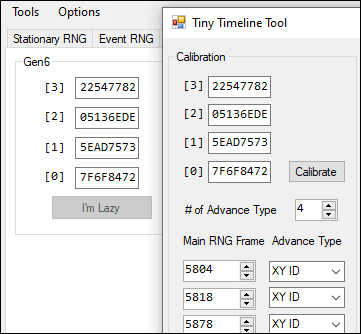 Tools Options
Stationary RNG Event RNG
Gen6
[3] 22547782
[2] 05136EDE
[1] 5EAD7573
[0] 7F6F8472
I'm Lazy
Tiny Timeline Tool
Calibration
[3] 22547782
[2] 05136EDE
[1] 5EAD7573
[0] 7F6F8472 Calibrate
# of Advance Type 4
Main RNG Frame Advance Type
5804 XY ID
5818 XY ID
5878 XY ID